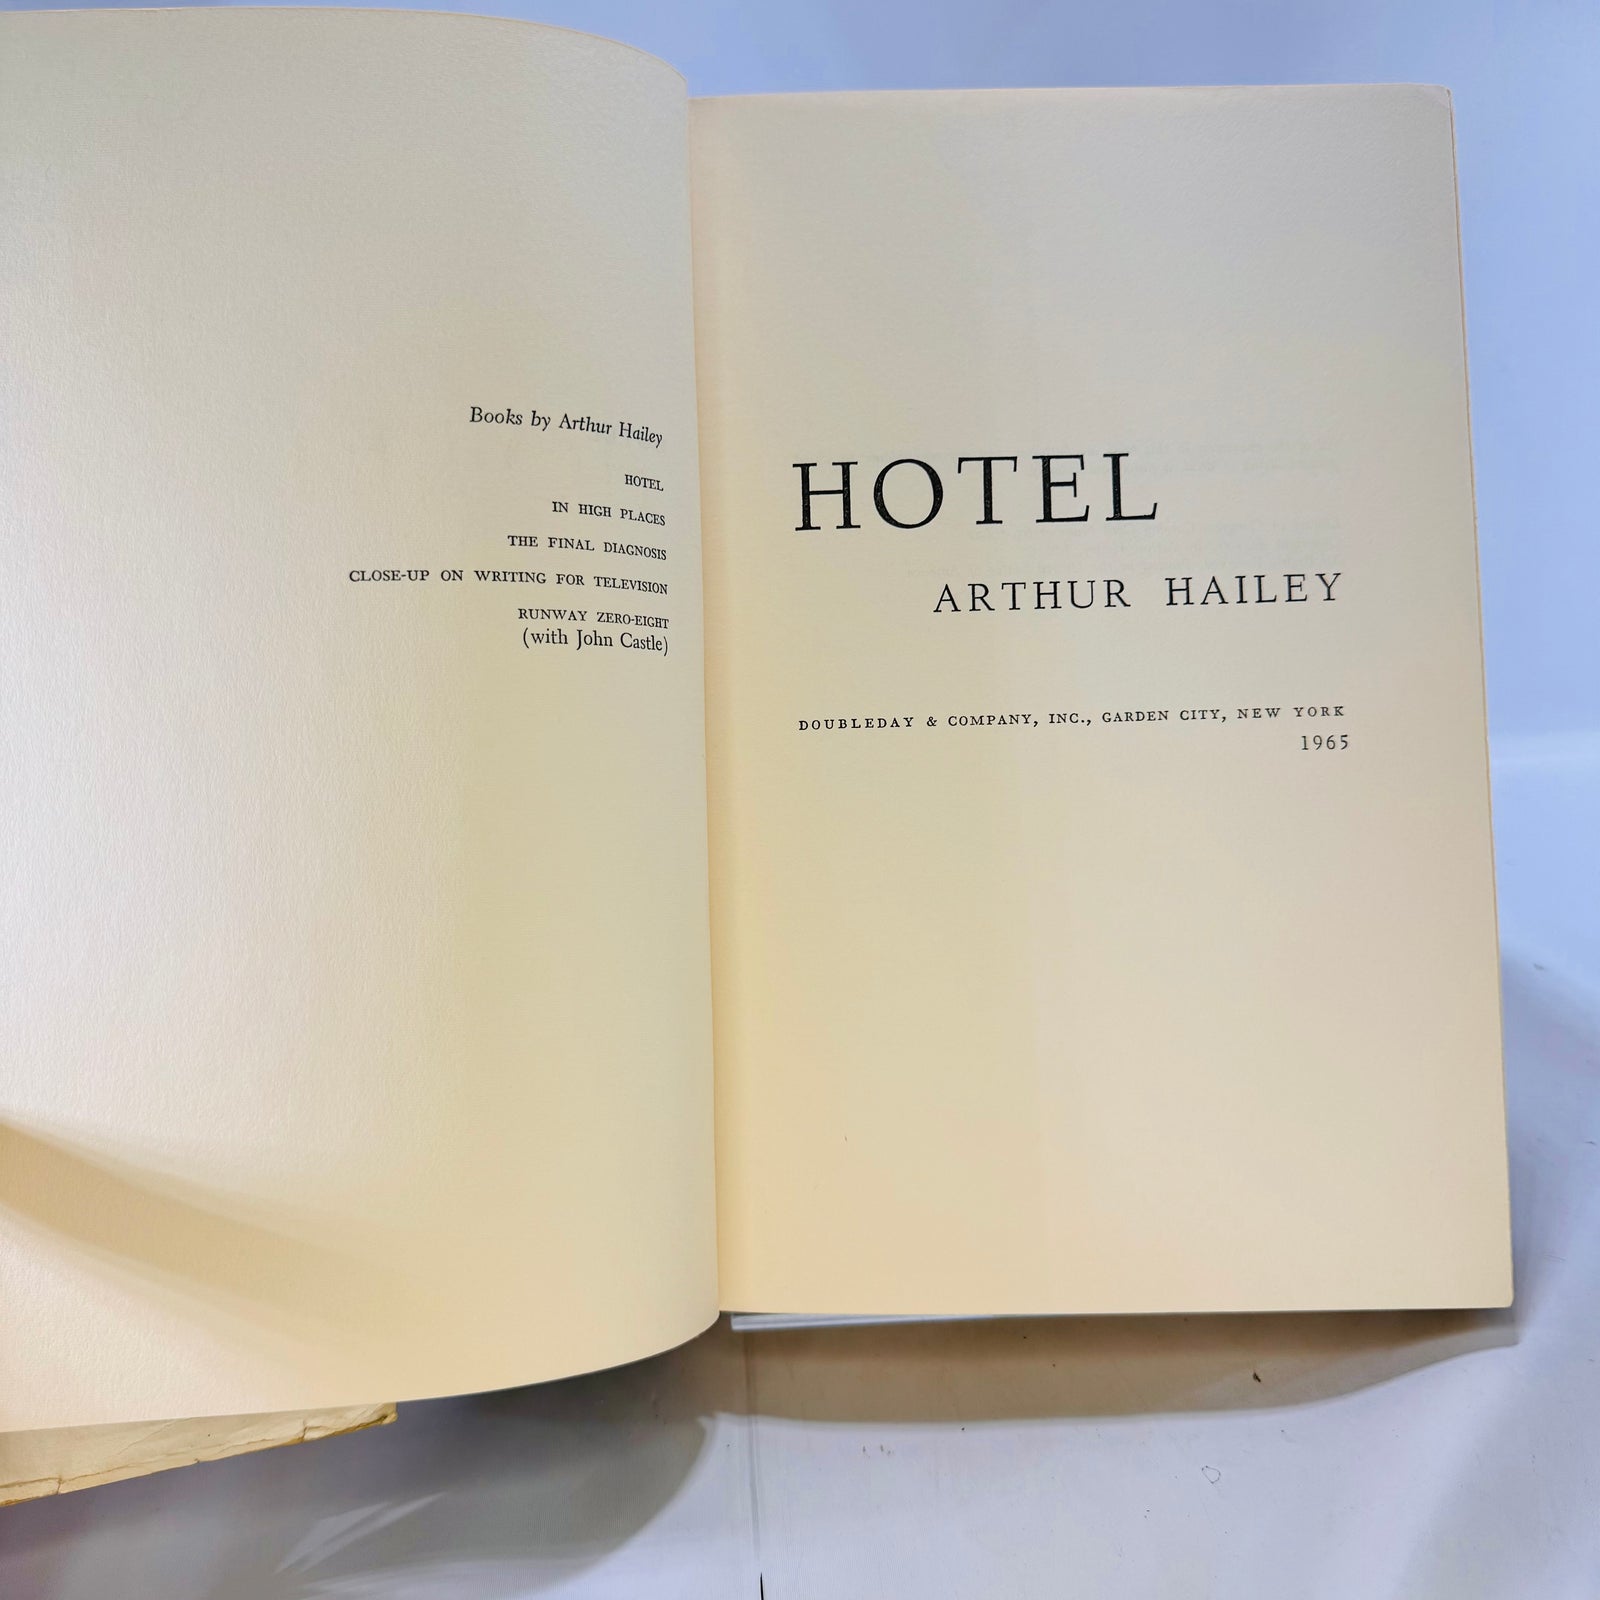 Books by Arthur Hailey
HOTEL
IN HIGH PLACES
THE FINAL DIAGNOSIS
CLOSE-UP ON WRITING FOR TELEVISION
RUNWAY ZERO-EIGHT
(with John Castle)
HOTEL
ARTHUR HAILEY
DOUBLEDAY & COMPANY, INC., GARDEN CITY, NEW YORK
1965